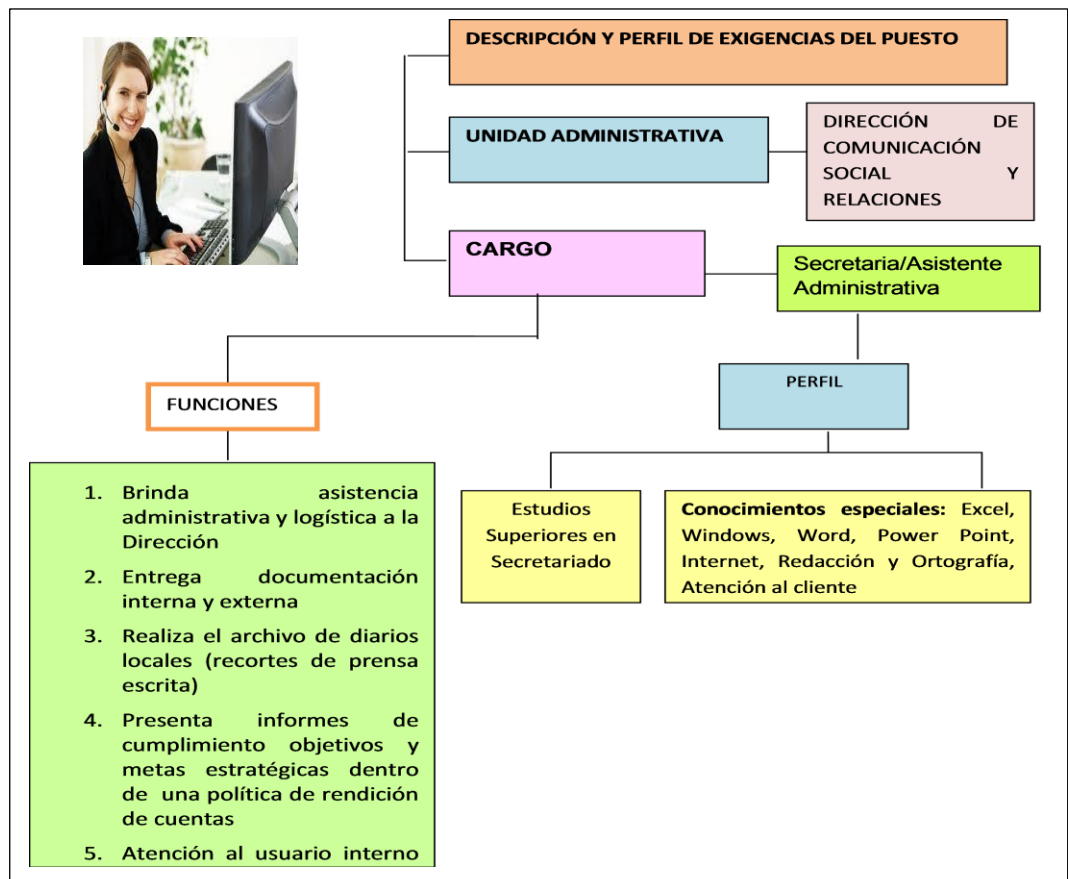 DESCRIPCIÓN Y PERFIL DE EXIGENCIAS DEL PUESTO
UNIDAD ADMINISTRATIVA
DIRECCIÓN DE
COMUNICACIÓN
SOCIAL Y
RELACIONES
CARGO
Secretaria/Asistente
Administrativa
FUNCIONES
PERFIL
1. Brinda asistencia
administrativa y logística a la
Dirección
2. Entrega documentación
interna y externa
3. Realiza el archivo de diarios
locales (recortes de prensa
escrita)
4. Presenta informes de
cumplimiento objetivos y
metas estratégicas dentro
de una política de rendición
de cuentas
5. Atención al usuario interno
Estudios
Superiores en
Secretariado
Conocimientos especiales: Excel,
Windows, Word, Power Point,
Internet, Redacción y Ortografía,
Atención al cliente